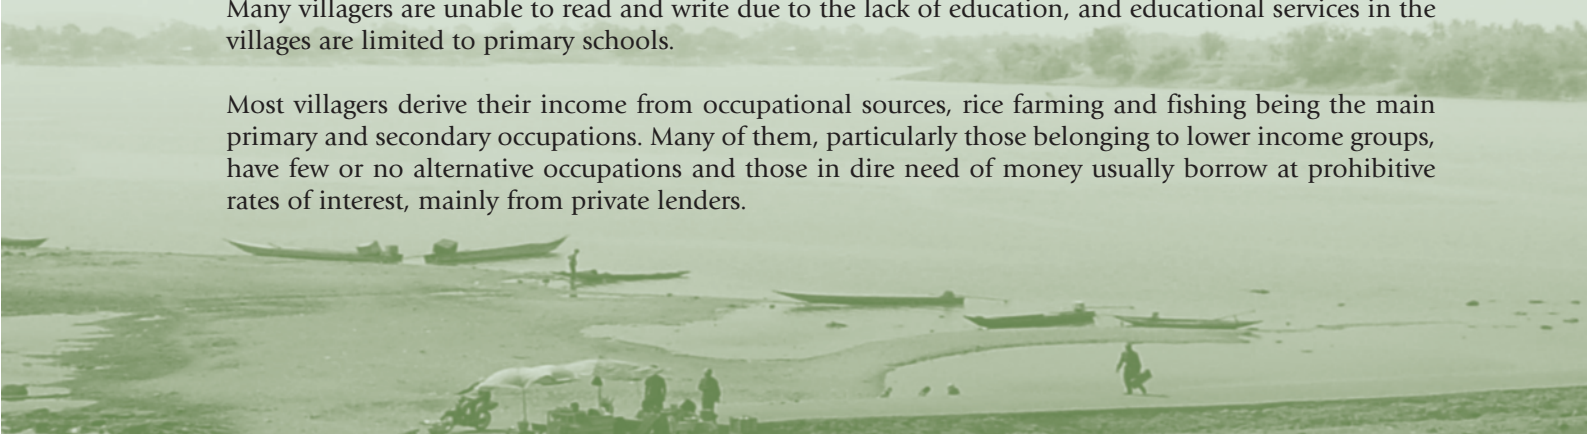 Many villagers are unable to read and write due to the lack of education, and educational services in the
villages are limited to primary schools.
Most villagers derive their income from occupational sources, rice farming and fishing being the main
primary and secondary occupations. Many of them, particularly those belonging to lower income groups,
have few or no alternative occupations and those in dire need of money usually borrow at prohibitive
rates of interest, mainly from private lenders.